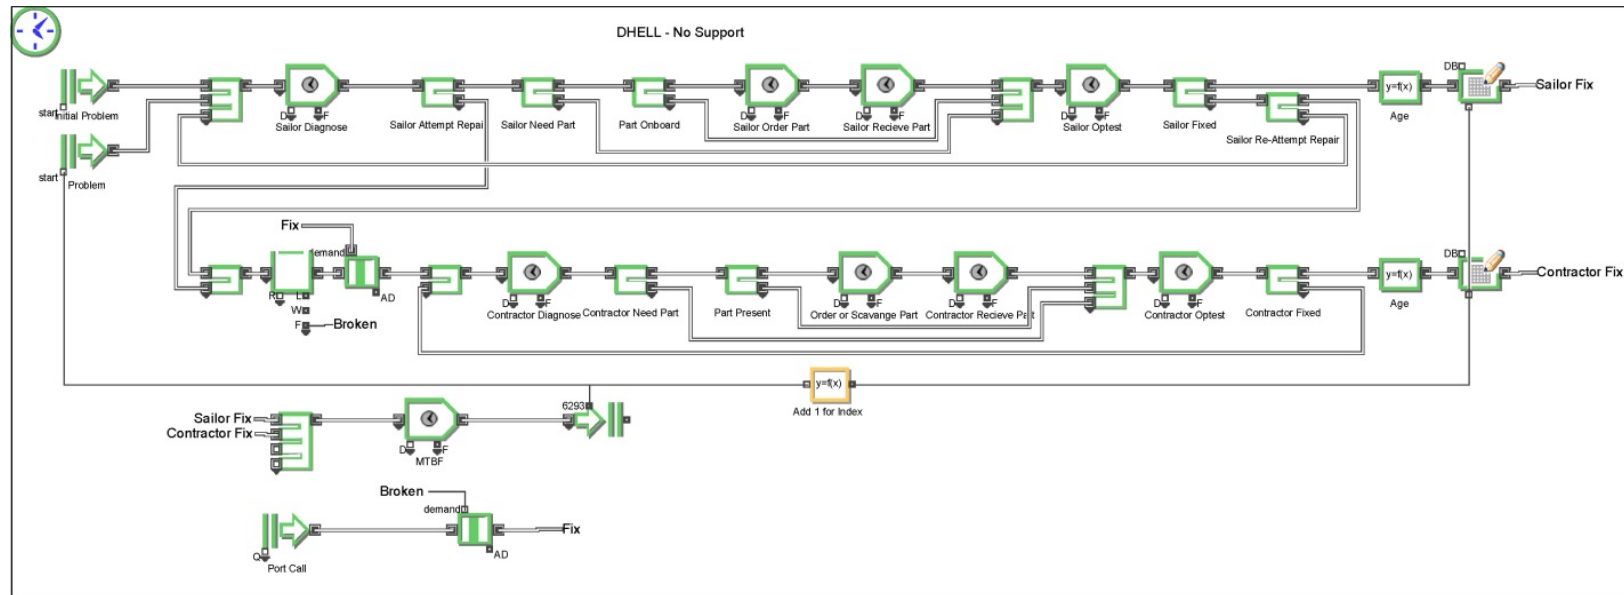 DHELL - No Support
start
Initial Problem
D F
Sailor Diagnose
Sailor Attempt Repai
Sailor Need Part
Part Onboard
D F
Sailor Order Part
D F
Sailor Recieve Part
D F
Sailor Optest
Sailor Fixed
Sailor Re-Attempt Repair
y=f(x)
Age
DB
Sailor Fix
start
Problem
Fix
demand
AD
R L
W
F
Broken
D F
Contractor Diagnose
Contractor Need Part
Part Present
Order or Scavange Part
D F
Contractor Recieve Part
D F
Contractor Optest
Contractor Fixed
y=f(x)
Age
DB
Contractor Fix
y=f(x)
Add 1 for Index
Sailor Fix
Contractor Fix
D F
MTBF
6293
Broken
demand
AD
Fix
Q
Port Call